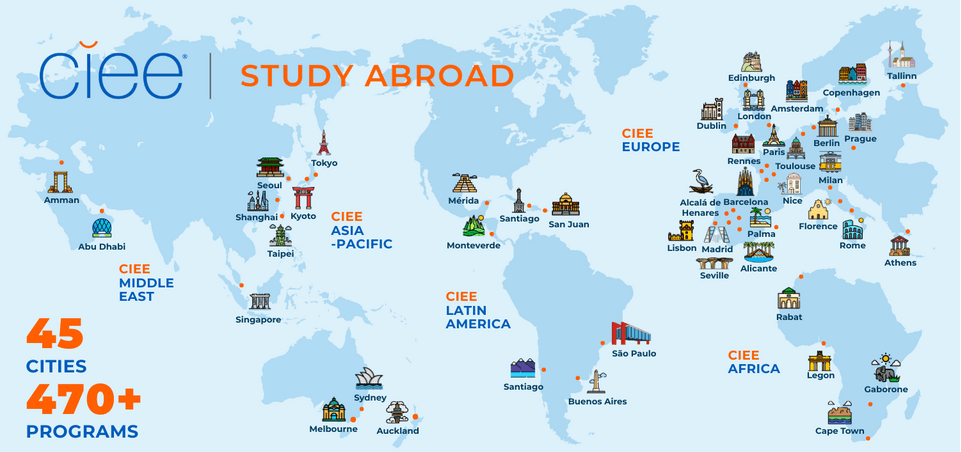 ciee®
STUDY ABROAD
Amman
Abu Dhabi
CIEE
MIDDLE
EAST
Tokyo
Seoul
Shanghai
Kyoto
Taipei
Singapore
CIEE
ASIA
-PACIFIC
Sydney
Melbourne
Auckland
45
CITIES
470+
PROGRAMS
Mérida
Santiago
San Juan
Monteverde
CIEE
LATIN
AMERICA
São Paulo
Santiago
Buenos Aires
CIEE
EUROPE
Edinburgh
Tallinn
Copenhagen
London
Amsterdam
Dublin
Berlin
Prague
Rennes
Paris
Toulouse
Milan
Alcalá de
Henares
Barcelona
Nice
Florence
Rome
Palma
Lisbon
Madrid
Seville
Alicante
Athens
CIEE
AFRICA
Rabat
Legon
Gaborone
Cape Town